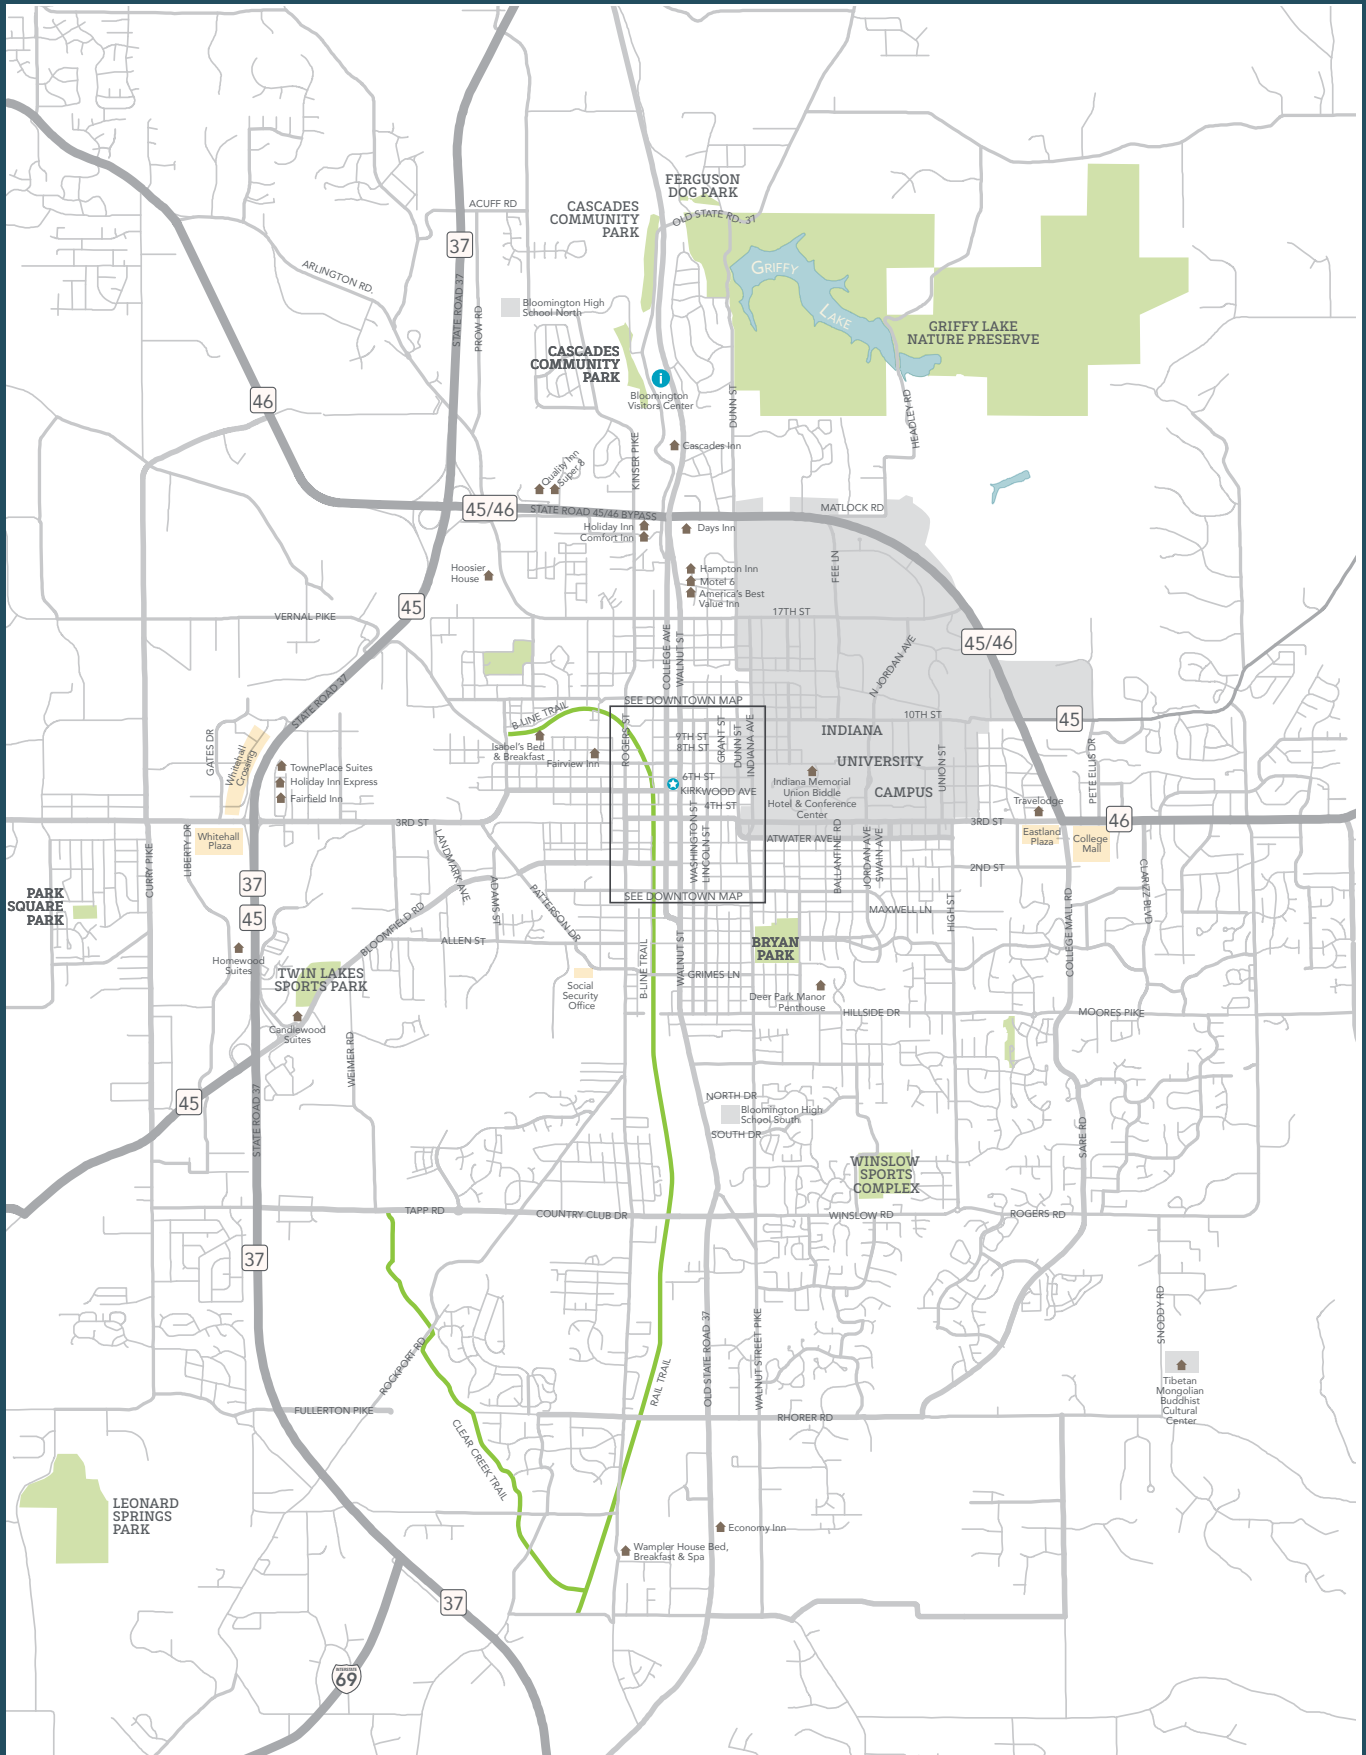 FERGUSON
DOG PARK
ACUFF RD
CASCADES
COMMUNITY
PARK
OLD STATE RD. 37
37
ARLINGTON RD.
GRIFFY
LAKE
STATE ROAD 37
PROW RD
Bloomington High
School North
GRIFFY LAKE
NATURE PRESERVE
CASCADES
COMMUNITY
PARK
i
Bloomington
Visitors Center
46
DUNN ST
HEADLEY RD
KINSER PIKE
Cascades Inn
Quality Inn
Super 8
45/46
STATE ROAD 45/46 BYPASS
MATLOCK RD
Holiday Inn
Comfort Inn
Days Inn
Hoosier
House
Hampton Inn
Motel 6
America's Best
Value Inn
FEE LN
45
VERNAL PIKE
17TH ST
45/46
COLLEGE AVE
WALNUT ST
N JORDAN AVE
STATE ROAD 37
SEE DOWNTOWN MAP
B-LINE TRAIL
10TH ST
45
ROGERS ST
GRANT ST
DUNN ST
INDIANA AVE
INDIANA
UNIVERSITY
CAMPUS
9TH ST
8TH ST
GATES DR
Whitehall
Crossing
Isabel's Bed
& Breakfast
Fairview Inn
UNION ST
PETE ELLIS DR
TownePlace Suites
Holiday Inn Express
Fairfield Inn
6TH ST
KIRKWOOD AVE
4TH ST
Indiana Memorial
Union Biddle
Hotel & Conference
Center
Travelodge
3RD ST
3RD ST
46
LIBERTY DR
Whitehall
Plaza
LANDMARK AVE
WASHINGTON ST
LINCOLN ST
ATWATER AVE
BALLANTINE RD
JORDAN AVE
SWAIN AVE
Eastland
Plaza
College
Mall
CURRY PIKE
2ND ST
CLARIZZ BLVD
37
45
ADAMS ST
PATTERSON DR
SEE DOWNTOWN MAP
PARK
SQUARE
PARK
BLOOMFIELD RD
MAXWELL LN
HIGH ST
COLLEGE MALL RD
ALLEN ST
BRYAN
PARK
Homewood
Suites
TWIN LAKES
SPORTS PARK
B-LINE TRAIL
WALNUT ST
GRIMES LN
Social
Security
Office
Deer Park Manor
Penthouse
Candlewood
Suites
HILLSIDE DR
MOORES PIKE
WEIMER RD
45
STATE ROAD 37
NORTH DR
Bloomington High
School South
SOUTH DR
SARE RD
WINSLOW
SPORTS
COMPLEX
TAPP RD
COUNTRY CLUB DR
WINSLOW RD
ROGERS RD
37
ROCKPORT RD
RAIL TRAIL
OLD STATE ROAD 37
WALNUT STREET PIKE
SNODDY RD
Tibetan
Mongolian
Buddhist
Cultural
Center
FULLERTON PIKE
RHORER RD
CLEAR CREEK TRAIL
LEONARD
SPRINGS
PARK
Economy Inn
Wampler House Bed,
Breakfast & Spa
37
INTERSTATE
69